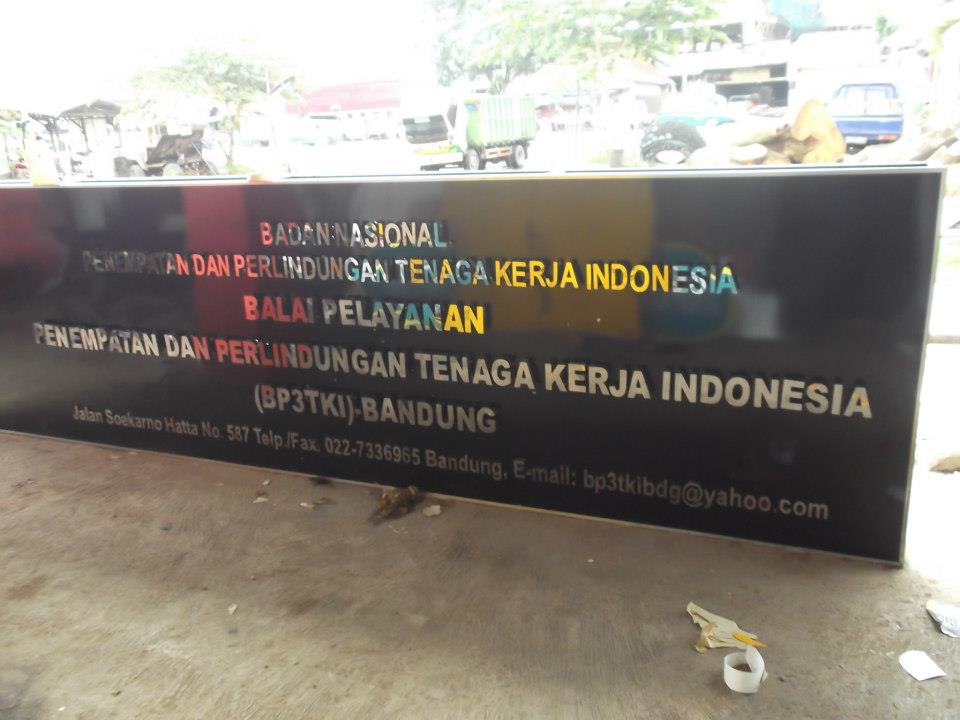 BADAN NASIONAL
PENEMPATAN DAN PERLINDUNGAN TENAGA KERJA INDONESIA
BALAI PELAYANAN
PENEMPATAN DAN PERLINDUNGAN TENAGA KERJA INDONESIA
(BP3TKI)-BANDUNG
Jalan Soekarno Hatta No. 587 Telp./Fax. 022-7336965 Bandung, E-mail: bp3tkibdg@yahoo.com